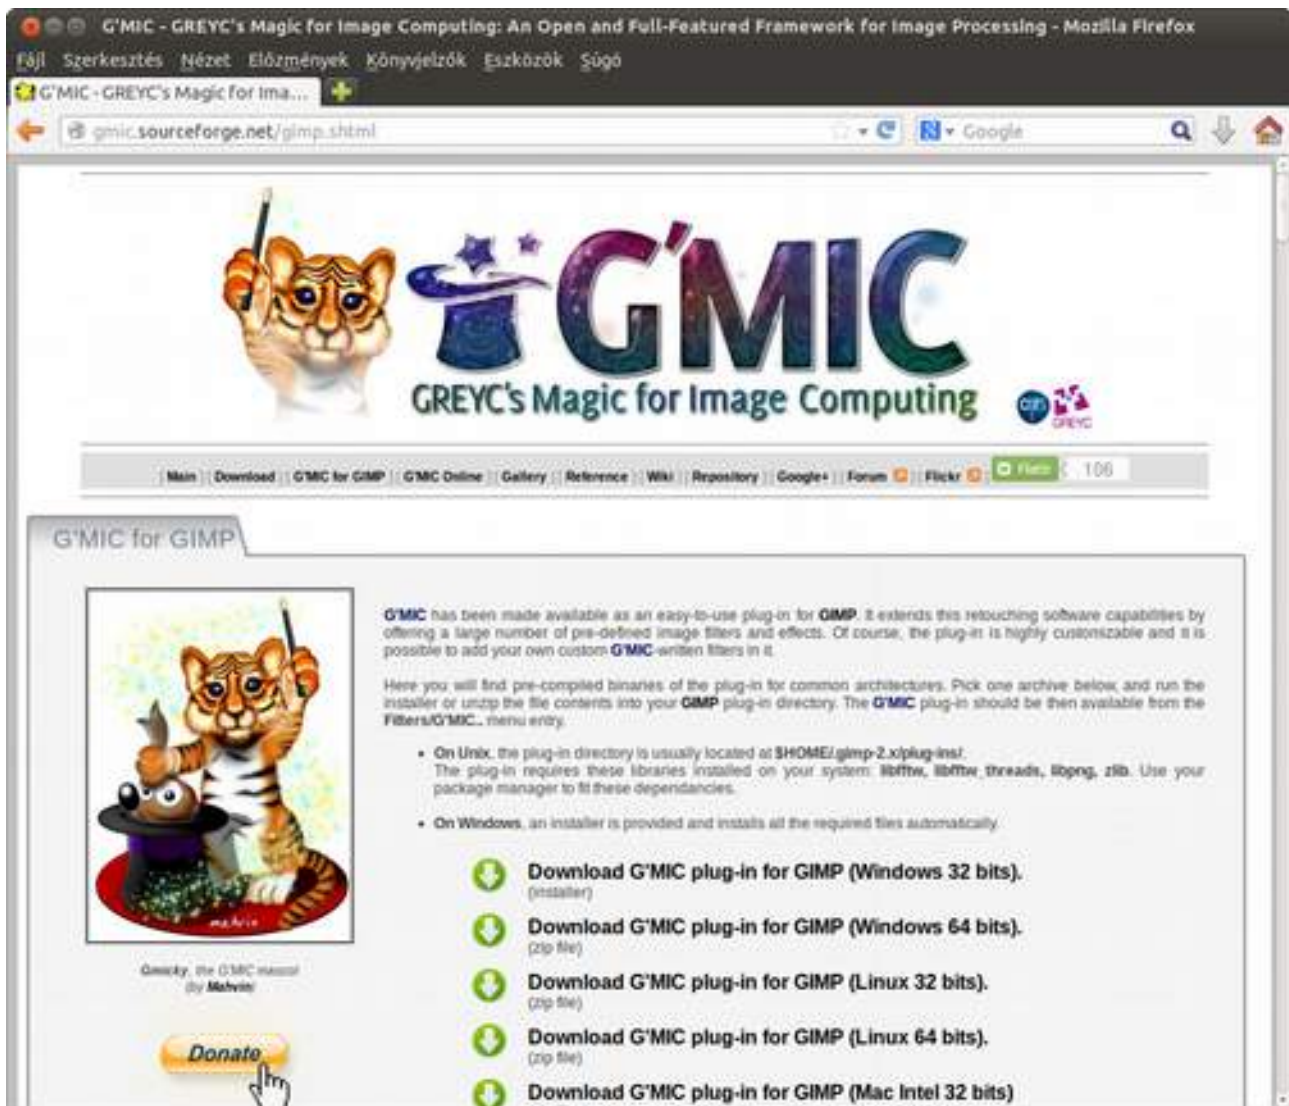 G'MIC - GREYC's Magic for Image Computing: An Open and Full-Featured Framework for Image Processing - Mozilla Firefox
Fájl Szerkesztés Nézet Előzmények Könyvjelzők Eszközök Súgó
G'MIC - GREYC's Magic for Ima...
gmic.sourceforge.net/gimp.shtml
Google
G'MIC
GREYC's Magic for Image Computing
GREYC
| Main | | Download | | G'MIC for GIMP | | G'MIC Online | | Gallery | | Reference | | Wiki | | Repository | | Google+ | | Forum | | Flickr | Flattr 106
G'MIC for GIMP
G'MIC has been made available as an easy-to-use plug-in for GIMP. It extends this retouching software capabilities by
offering a large number of pre-defined image filters and effects. Of course, the plug-in is highly customizable and it is
possible to add your own custom G'MIC-written filters in it.
Here you will find pre-compiled binaries of the plug-in for common architectures. Pick one archive below, and run the
installer or unzip the file contents into your GIMP plug-in directory. The G'MIC plug-in should be then available from the
Filters/G'MIC.. menu entry.
• On Unix, the plug-in directory is usually located at $HOME/.gimp-2.x/plug-ins/.
The plug-in requires these libraries installed on your system: libfftw, libfftw_threads, libpng, zlib. Use your
package manager to fit these dependancies.
• On Windows, an installer is provided and installs all the required files automatically.
Download G'MIC plug-in for GIMP (Windows 32 bits).
(installer)
Download G'MIC plug-in for GIMP (Windows 64 bits).
(zip file)
Download G'MIC plug-in for GIMP (Linux 32 bits).
(zip file)
Download G'MIC plug-in for GIMP (Linux 64 bits).
(zip file)
Download G'MIC plug-in for GIMP (Mac Intel 32 bits)
mahvin
Gmicky, the G'MIC mascot
(by Mahvin)
Donate